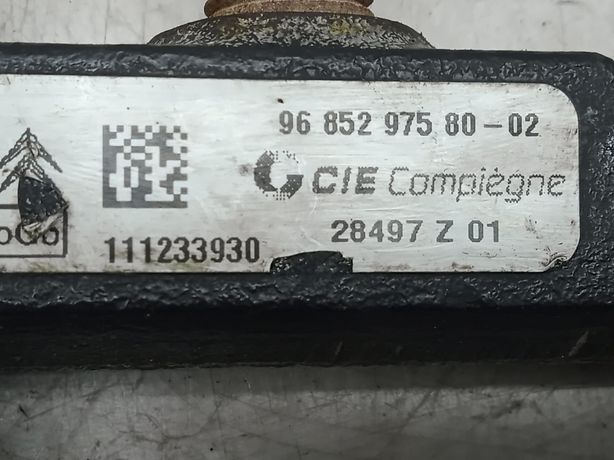 96 852 975 80-02
CIE Compiègne
28497 Z 01
111233930